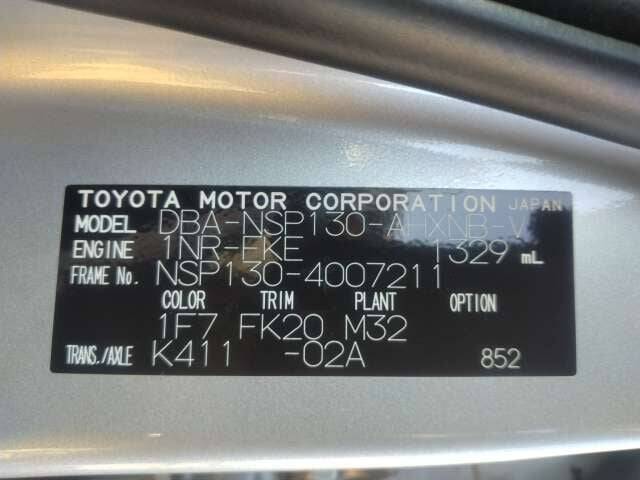 TOYOTA MOTOR CORPORATION JAPAN
MODEL DBA-NSP130-AHXNB-V
ENGINE 1NR-EKE 1329 mL
FRAME No. NSP130-4007211
COLOR TRIM PLANT OPTION
1F7 FK20 M32
TRANS./AXLE K411 -02A 852